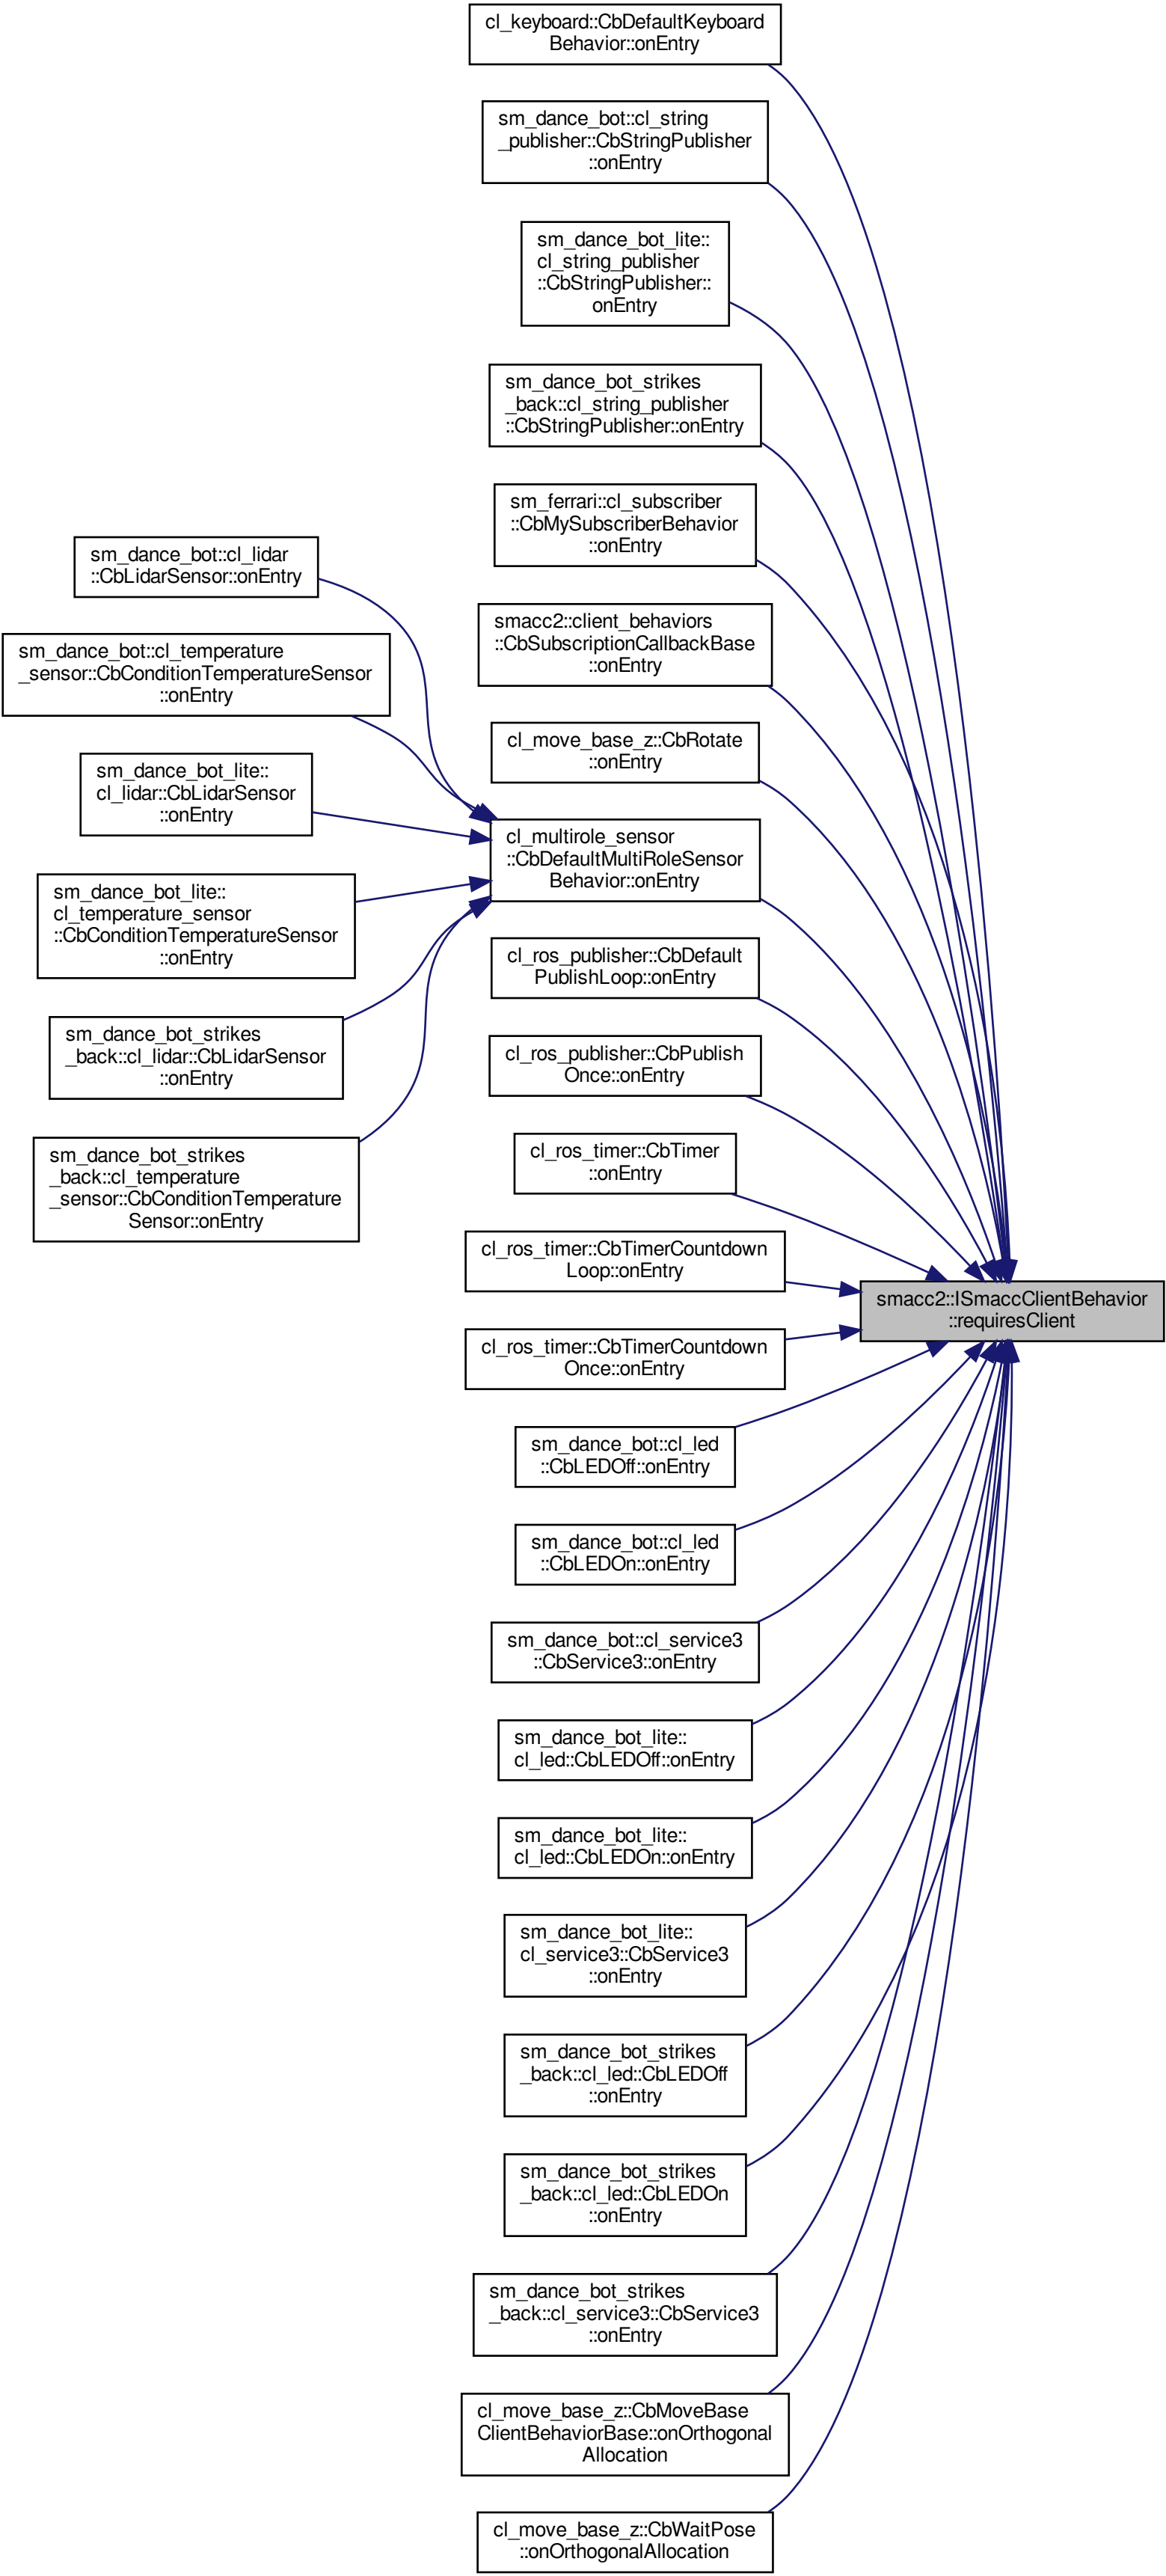 cl_keyboard::CbDefaultKeyboard
Behavior::onEntry
sm_dance_bot::cl_string
_publisher::CbStringPublisher
::onEntry
sm_dance_bot_lite::
cl_string_publisher
::CbStringPublisher::
onEntry
sm_dance_bot_strikes
_back::cl_string_publisher
::CbStringPublisher::onEntry
sm_ferrari::cl_subscriber
::CbMySubscriberBehavior
::onEntry
smacc2::client_behaviors
::CbSubscriptionCallbackBase
::onEntry
cl_move_base_z::CbRotate
::onEntry
cl_multirole_sensor
::CbDefaultMultiRoleSensor
Behavior::onEntry
sm_dance_bot::cl_lidar
::CbLidarSensor::onEntry
sm_dance_bot::cl_temperature
_sensor::CbConditionTemperatureSensor
::onEntry
sm_dance_bot_lite::
cl_lidar::CbLidarSensor
::onEntry
sm_dance_bot_lite::
cl_temperature_sensor
::CbConditionTemperatureSensor
::onEntry
sm_dance_bot_strikes
_back::cl_lidar::CbLidarSensor
::onEntry
sm_dance_bot_strikes
_back::cl_temperature
_sensor::CbConditionTemperature
Sensor::onEntry
cl_ros_publisher::CbDefault
PublishLoop::onEntry
cl_ros_publisher::CbPublish
Once::onEntry
cl_ros_timer::CbTimer
::onEntry
cl_ros_timer::CbTimerCountdown
Loop::onEntry
smacc2::ISmaccClientBehavior
::requiresClient
cl_ros_timer::CbTimerCountdown
Once::onEntry
sm_dance_bot::cl_led
::CbLEDOff::onEntry
sm_dance_bot::cl_led
::CbLEDOn::onEntry
sm_dance_bot::cl_service3
::CbService3::onEntry
sm_dance_bot_lite::
cl_led::CbLEDOff::onEntry
sm_dance_bot_lite::
cl_led::CbLEDOn::onEntry
sm_dance_bot_lite::
cl_service3::CbService3
::onEntry
sm_dance_bot_strikes
_back::cl_led::CbLEDOff
::onEntry
sm_dance_bot_strikes
_back::cl_led::CbLEDOn
::onEntry
sm_dance_bot_strikes
_back::cl_service3::CbService3
::onEntry
cl_move_base_z::CbMoveBase
ClientBehaviorBase::onOrthogonal
Allocation
cl_move_base_z::CbWaitPose
::onOrthogonalAllocation